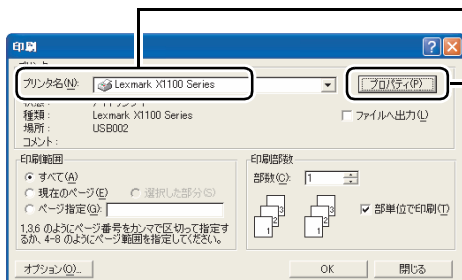 印刷
プリンタ名(N): Lexmark X1100 Series プロパティ(P)
種類: Lexmark X1100 Series ファイルへ出力(L)
場所: USB002
コメント:
印刷範囲
すべて(A)
現在のページ(E) 選択した部分(S)
ページ指定(G):
1,3,6 のようにページ番号をカンマで区切って指定するか、4-8 のようにページ範囲を指定してください。
印刷部数
部数(C): 1
部単位で印刷(T)
オプション(O)... OK 閉じる